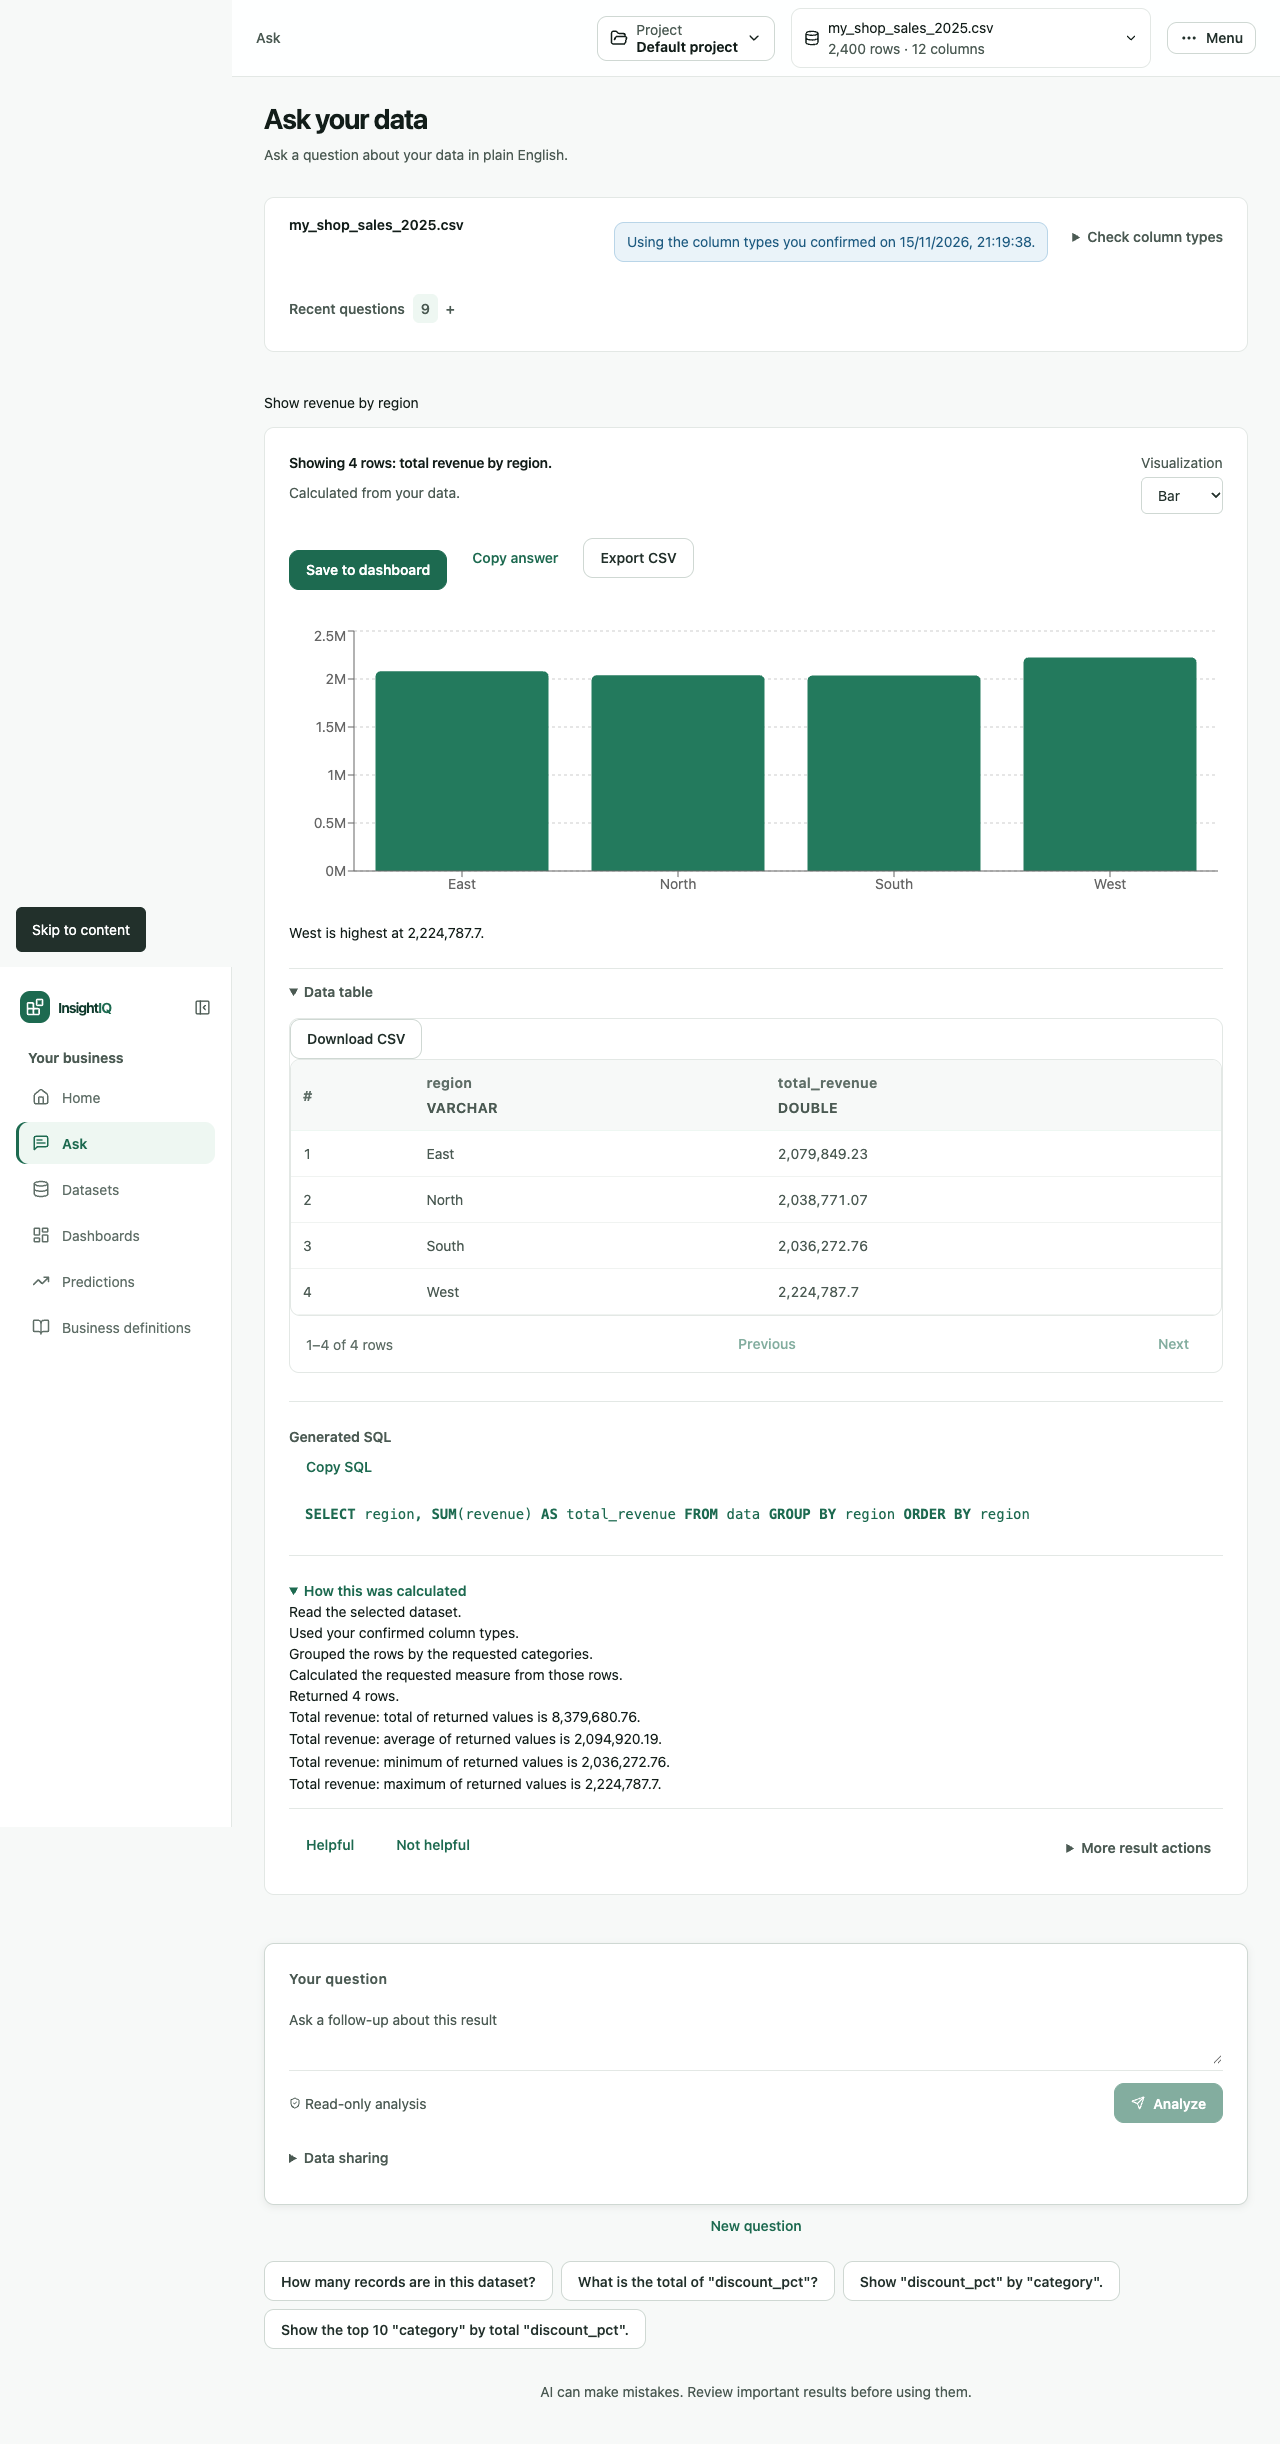 Ask
Project
Default project
my_shop_sales_2025.csv
2,400 rows · 12 columns
Menu
Ask your data
Ask a question about your data in plain English.
my_shop_sales_2025.csv
Using the column types you confirmed on 15/11/2026, 21:19:38.
Check column types
Recent questions 9 +
Show revenue by region
Showing 4 rows: total revenue by region.
Calculated from your data.
Visualization
Bar
Save to dashboard
Copy answer
Export CSV
2.5M
2M
1.5M
1M
0.5M
0M
East North South West
West is highest at 2,224,787.7.
Data table
Download CSV
# region total_revenue
VARCHAR DOUBLE
1 East 2,079,849.23
2 North 2,038,771.07
3 South 2,036,272.76
4 West 2,224,787.7
1–4 of 4 rows Previous Next
Generated SQL
Copy SQL
SELECT region, SUM(revenue) AS total_revenue FROM data GROUP BY region ORDER BY region
How this was calculated
Read the selected dataset.
Used your confirmed column types.
Grouped the rows by the requested categories.
Calculated the requested measure from those rows.
Returned 4 rows.
Total revenue: total of returned values is 8,379,680.76.
Total revenue: average of returned values is 2,094,920.19.
Total revenue: minimum of returned values is 2,036,272.76.
Total revenue: maximum of returned values is 2,224,787.7.
Helpful Not helpful More result actions
Skip to content
InsightIQ
Your business
Home
Ask
Datasets
Dashboards
Predictions
Business definitions
Your question
Ask a follow-up about this result
Read-only analysis
Analyze
Data sharing
New question
How many records are in this dataset?
What is the total of "discount_pct"?
Show "discount_pct" by "category".
Show the top 10 "category" by total "discount_pct".
AI can make mistakes. Review important results before using them.